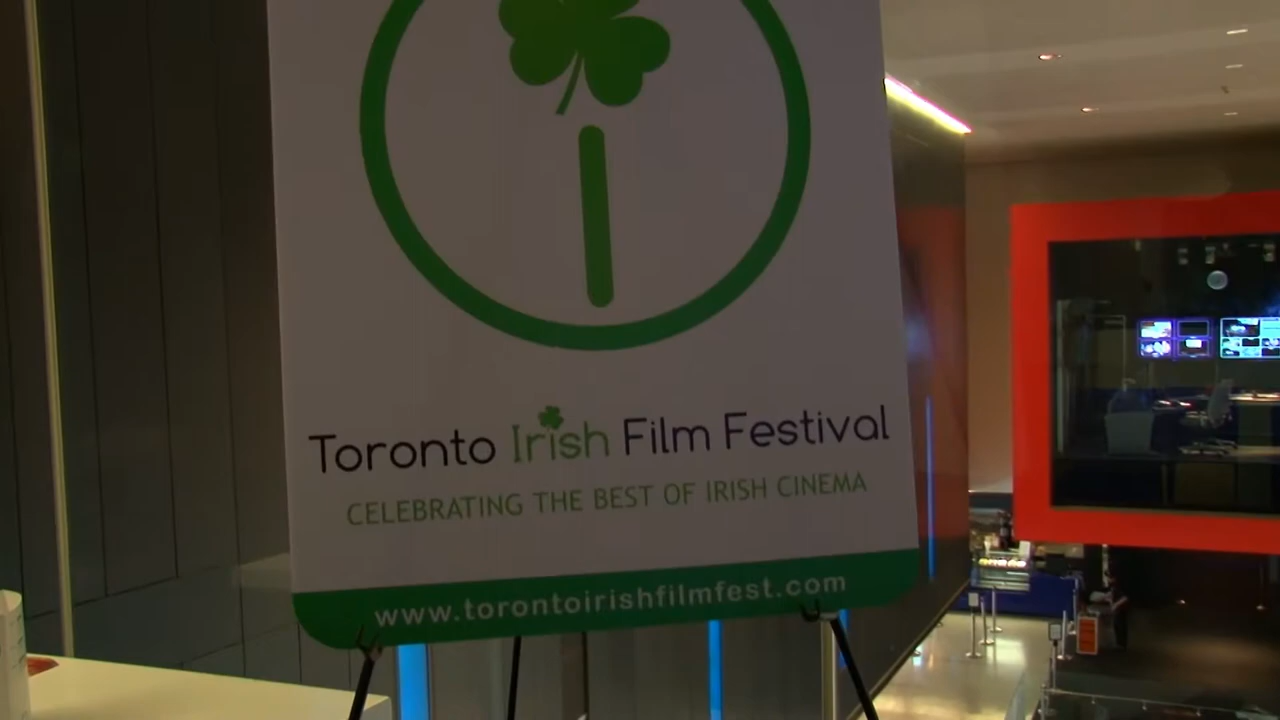 Toronto Irish Film Festival
CELEBRATING THE BEST OF IRISH CINEMA
www.torontoirishfilmfest.com